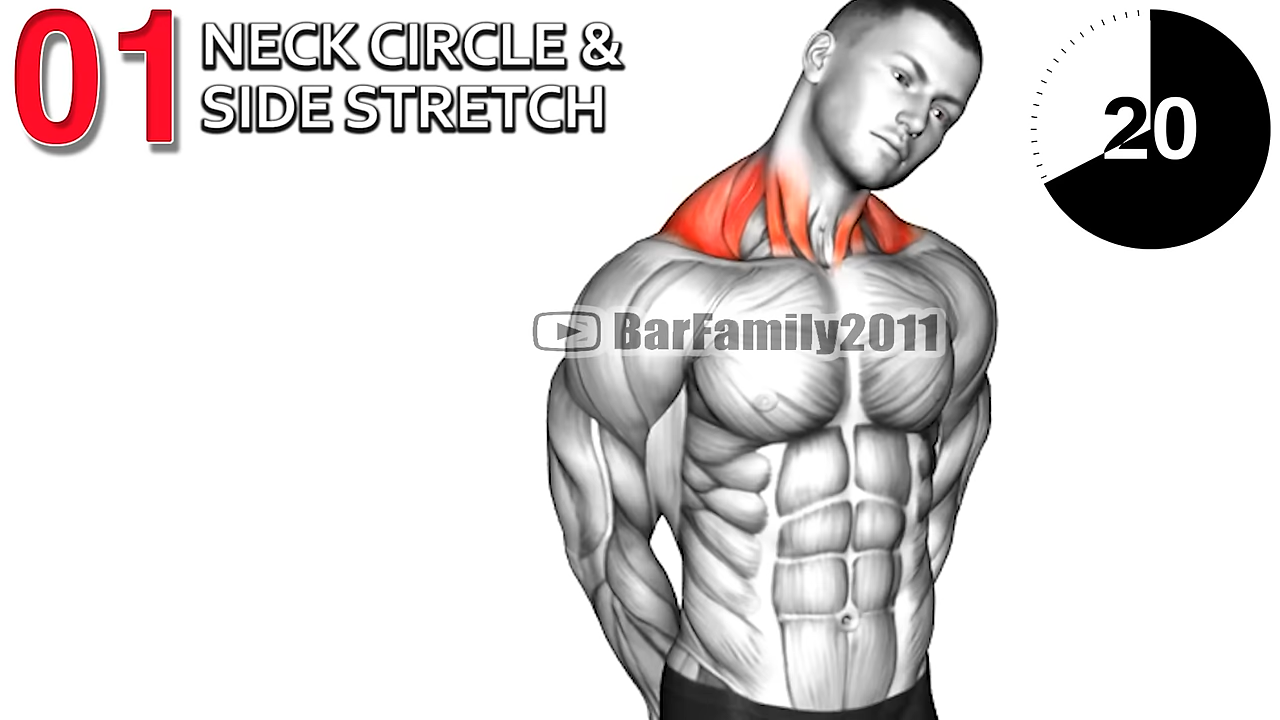 01
NECK CIRCLE &
SIDE STRETCH
20
BarFamily2011